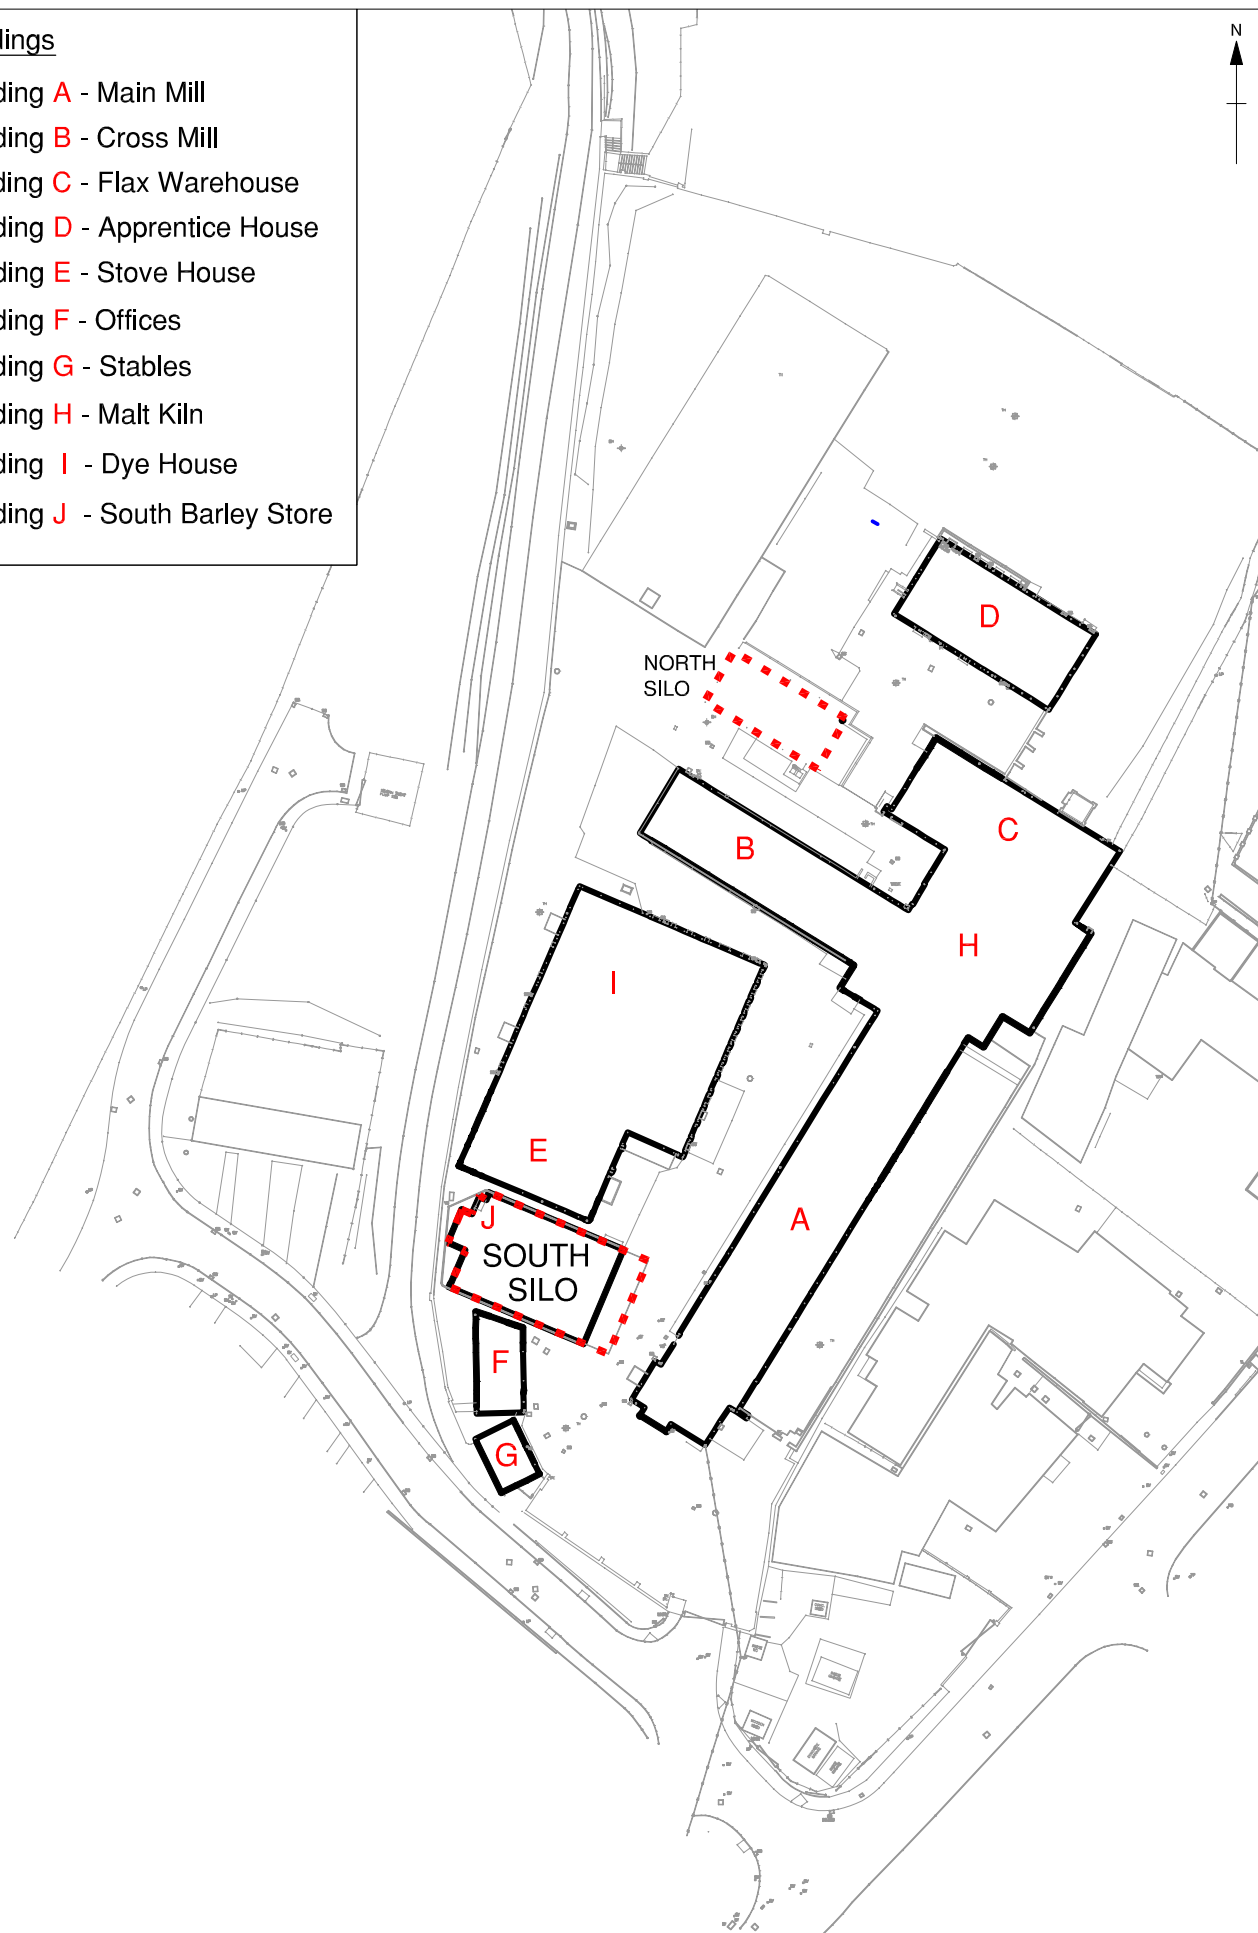 dings
ding A - Main Mill
ding B - Cross Mill
ding C - Flax Warehouse
ding D - Apprentice House
ding E - Stove House
ding F - Offices
ding G - Stables
ding H - Malt Kiln
ding I - Dye House
ding J - South Barley Store
N
D
NORTH
SILO
C
B
H
I
E
A
J
SOUTH
SILO
F
G